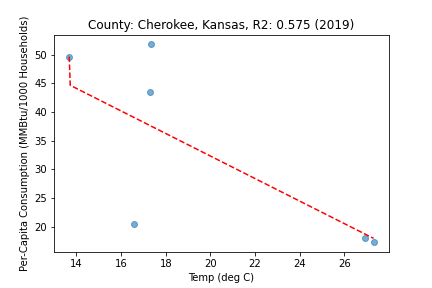 County: Cherokee, Kansas, R2: 0.575 (2019)
Per-Capita Consumption (MMBtu/1000 Households)
50
45
40
35
30
25
20
14 16 18 20 22 24 26
Temp (deg C)